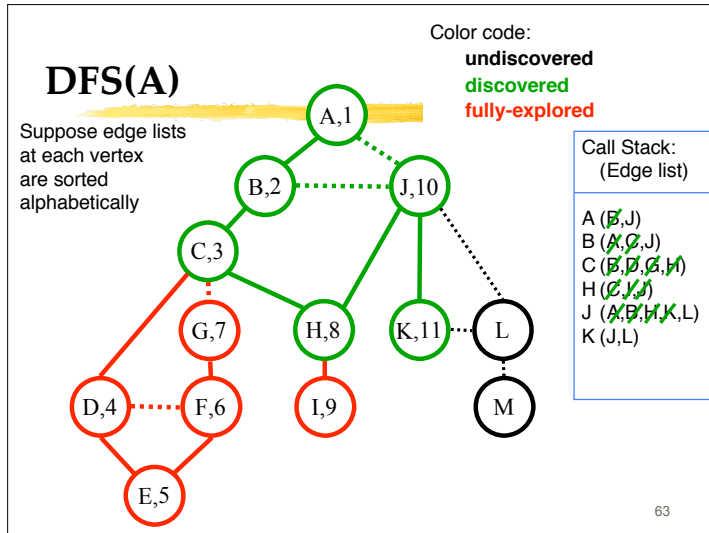 Color code:
undiscovered
discovered
fully-explored
DFS(A)
Suppose edge lists
at each vertex
are sorted
alphabetically
A,1
B,2
J,10
C,3
G,7
H,8
K,11
L
D,4
F,6
I,9
M
E,5
Call Stack:
(Edge list)
A (B,J)
B (A,C,J)
C (B,D,G,H)
H (C,I,J)
J (A,B,H,K,L)
K (J,L)
63